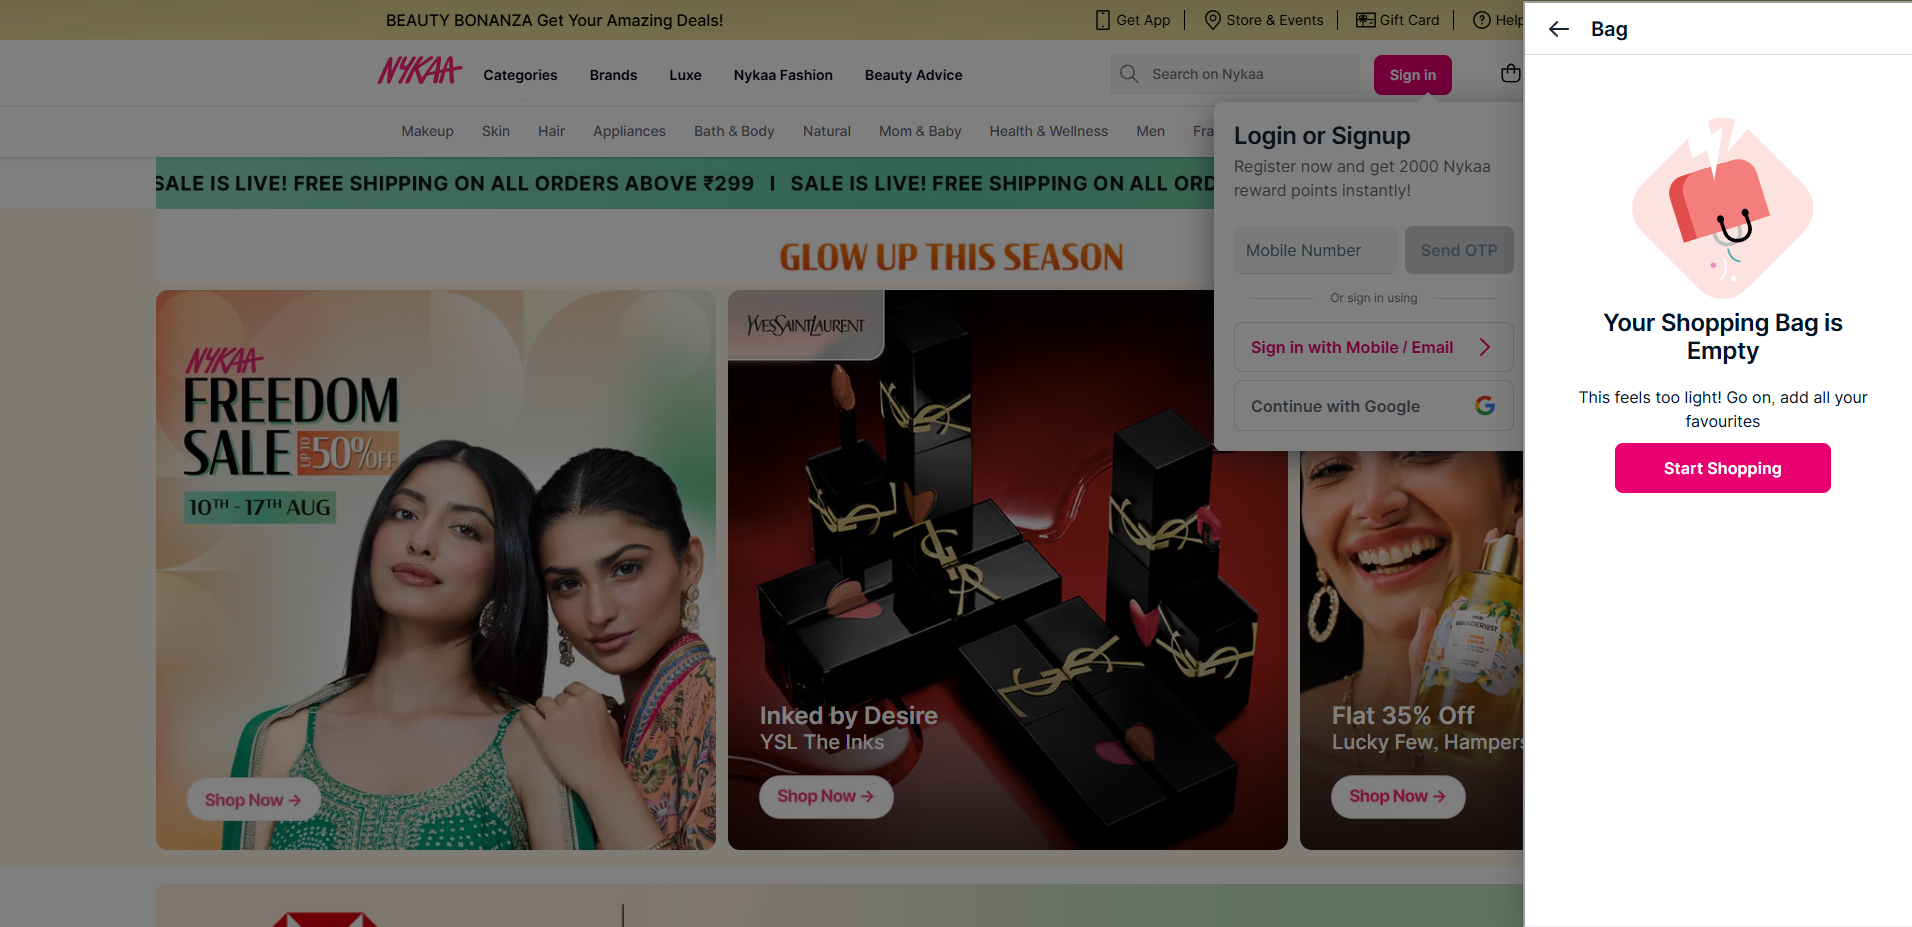 BEAUTY BONANZA Get Your Amazing Deals!
Get App
Store & Events
Gift Card
Help
NYKAA
Categories
Brands
Luxe
Nykaa Fashion
Beauty Advice
Search on Nykaa
Sign in
Makeup
Skin
Hair
Appliances
Bath & Body
Natural
Mom & Baby
Health & Wellness
Men
Fra
SALE IS LIVE! FREE SHIPPING ON ALL ORDERS ABOVE ₹299 I SALE IS LIVE! FREE SHIPPING ON ALL ORD
Login or Signup
Register now and get 2000 Nykaa
reward points instantly!
Mobile Number
Send OTP
Or sign in using
Sign in with Mobile / Email
Continue with Google
GLOW UP THIS SEASON
NYKAA
FREEDOM
SALE UP TO 50% OFF
10TH - 17TH AUG
Shop Now →
YVESSAINTLAURENT
Inked by Desire
YSL The Inks
Shop Now →
WANDERLUST
Flat 35% Off
Lucky Few, Hampers
Shop Now →
Bag
Your Shopping Bag is
Empty
This feels too light! Go on, add all your
favourites
Start Shopping